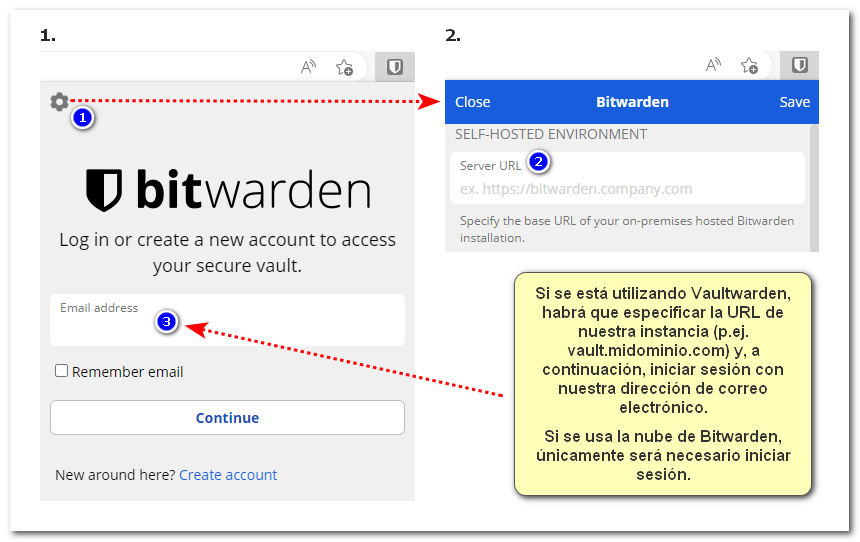 1.
1
bitwarden
Log in or create a new account to access
your secure vault.
Email address
3
Remember email
Continue
New around here? Create account
2.
Close Bitwarden Save
SELF-HOSTED ENVIRONMENT
Server URL 2
ex. https://bitwarden.company.com
Specify the base URL of your on-premises hosted Bitwarden
installation.
Si se está utilizando Vaultwarden,
habrá que especificar la URL de
nuestra instancia (p.ej.
vault.midominio.com) y, a
continuación, iniciar sesión con
nuestra dirección de correo
electrónico.
Si se usa la nube de Bitwarden,
únicamente será necesario iniciar
sesión.